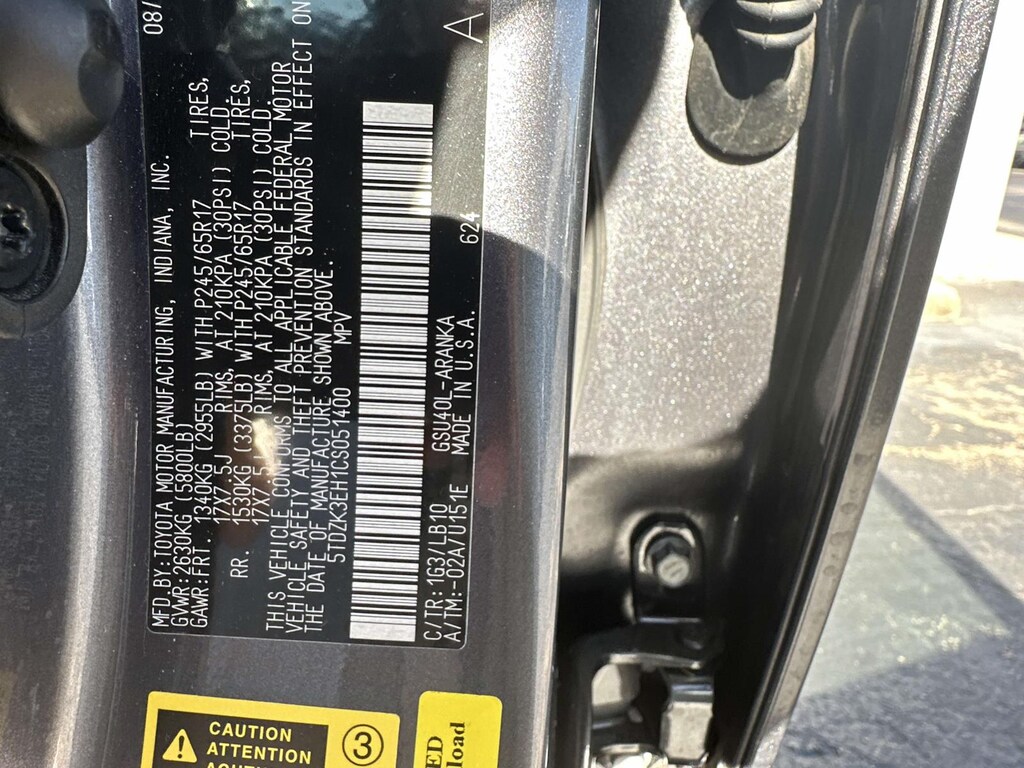 MFD.BY:TOYOTA MOTOR MANUFACTURING, INDIANA, INC. 08/
GVWR:2630KG (5800LB)
GAWR:FRT. 1340KG (2955LB) WITH P245/65R17 TIRES,
17X7.5J RIMS, AT 210KPA (30PSI) COLD.
RR. 1530KG (3375LB) WITH P245/65R17 TIRES,
17X7.5J RIMS, AT 210KPA (30PSI) COLD.
THIS VEHICLE CONFORMS TO ALL APPLICABLE FEDERAL MOTOR
VEHICLE SAFETY AND THEFT PREVENTION STANDARDS IN EFFECT ON
THE DATE OF MANUFACTURE SHOWN ABOVE.
5TDZK3EH1CS051400 MPV
C/TR:1G3/LB10 GSU40L-ARANKA
A/TM:-02A/U151E MADE IN U.S.A. 624 A
CAUTION
ATTENTION
3
load